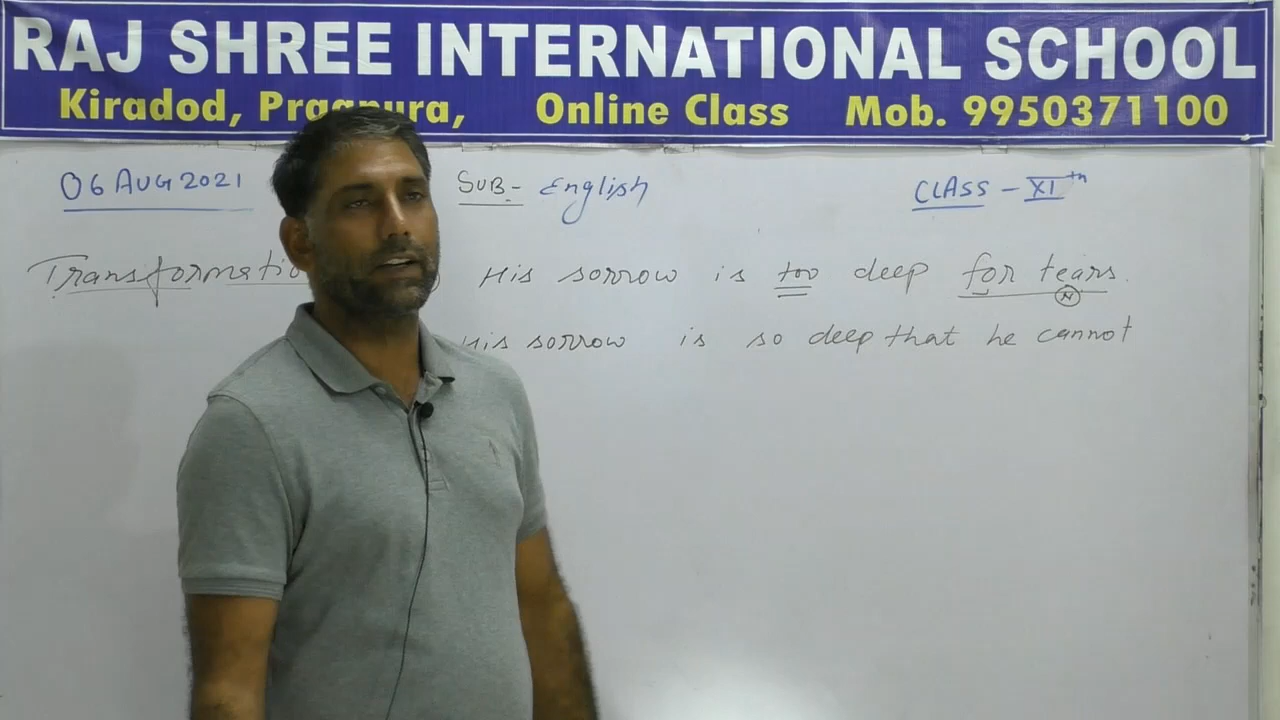 RAJ SHREE INTERNATIONAL SCHOOL
Kiradod, Online Class Mob. 9950371100
06 AUG 2021 SUB- English CLASS - XIth
His sorrow is too deep for tears.
N
His sorrow is so deep that he cannot